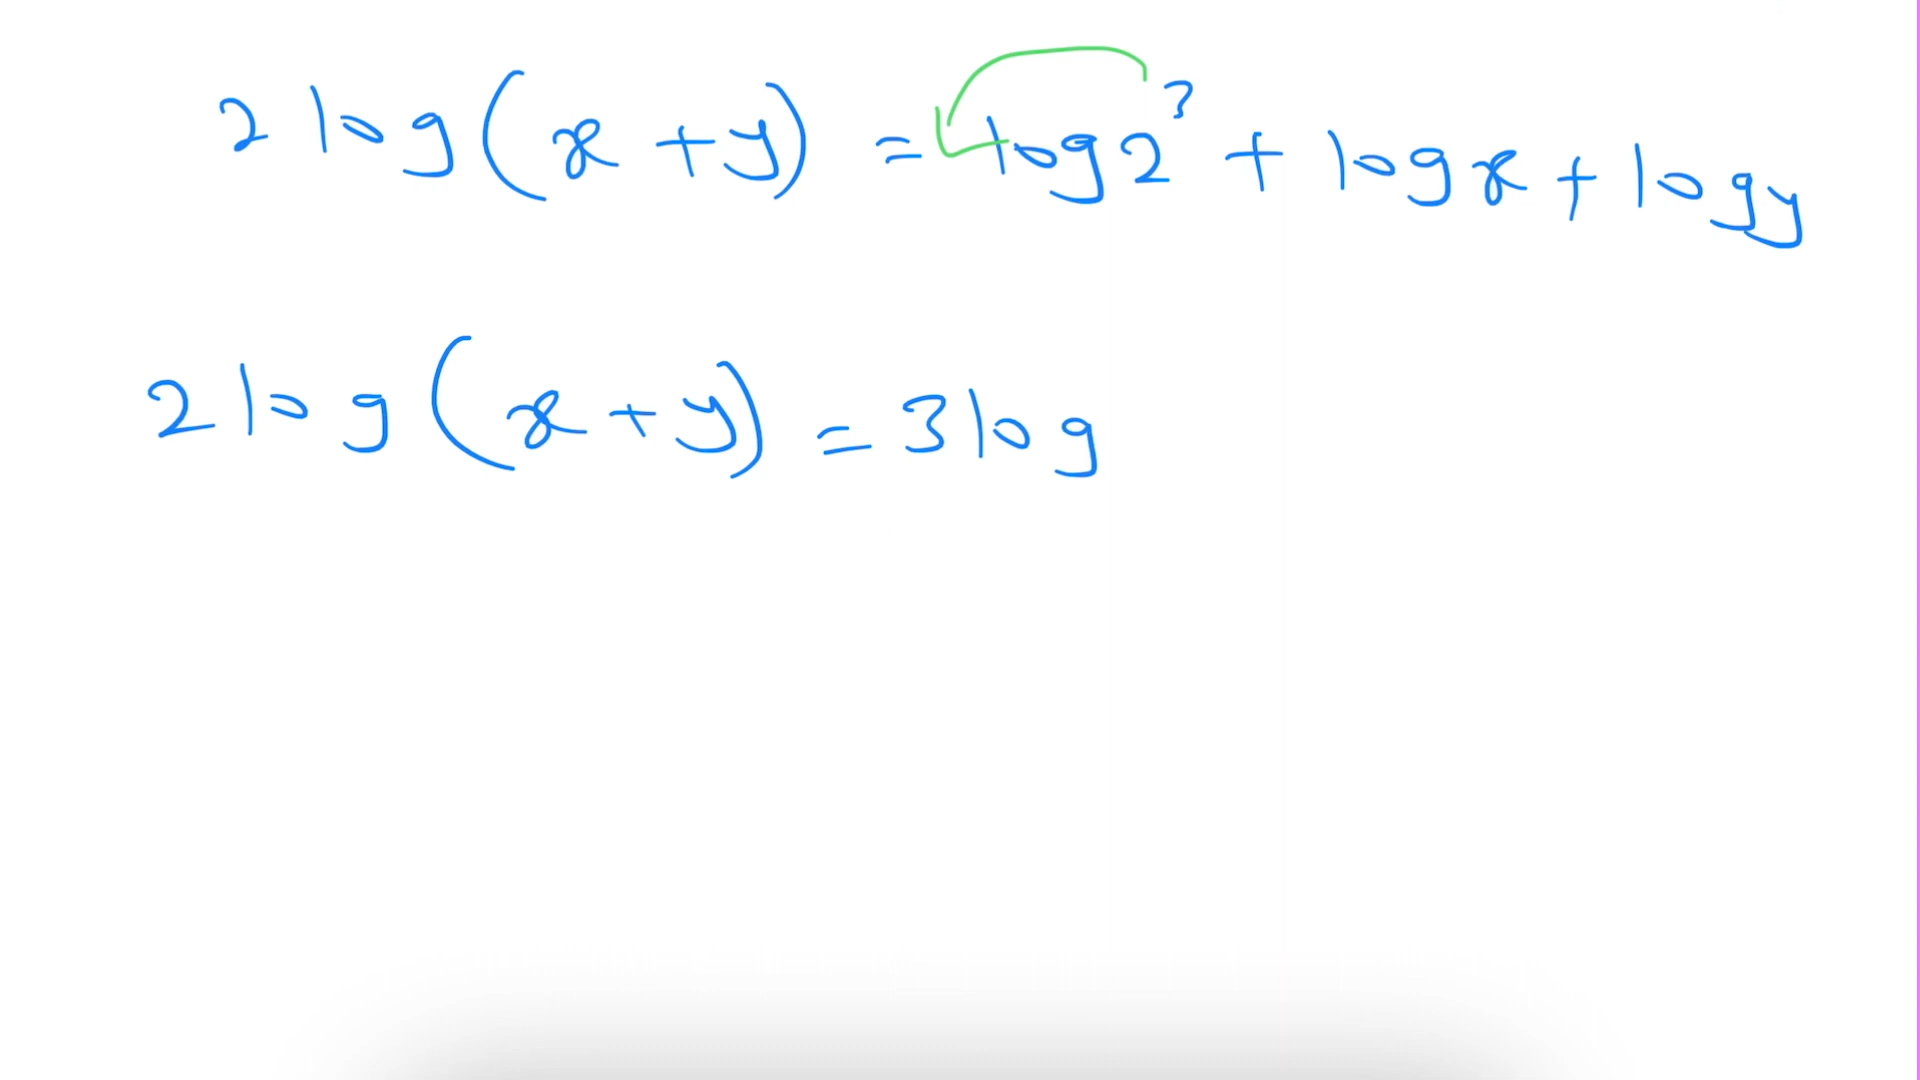 2 log (x + y) = log 2³ + log x + log y
2 log (x + y) = 3 log